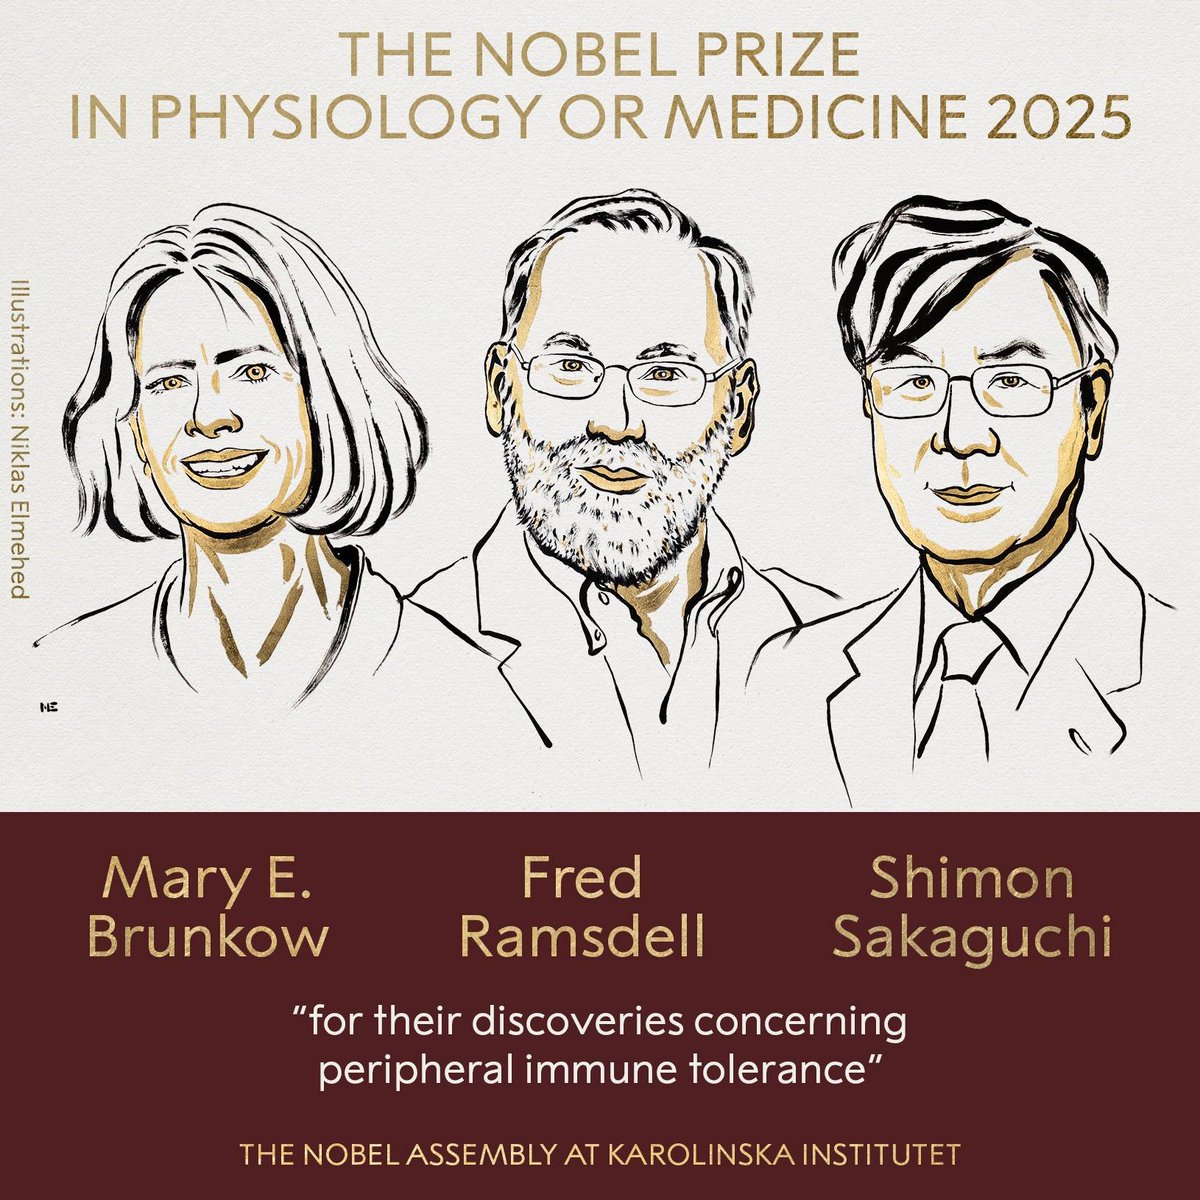 THE NOBEL PRIZE
IN PHYSIOLOGY OR MEDICINE 2025
Illustrations: Niklas Elmehed
NE
Mary E.
Brunkow
Fred
Ramsdell
Shimon
Sakaguchi
”for their discoveries concerning
peripheral immune tolerance”
THE NOBEL ASSEMBLY AT KAROLINSKA INSTITUTET